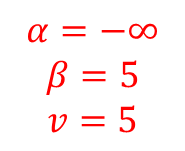 α = −∞
β = 5
v = 5